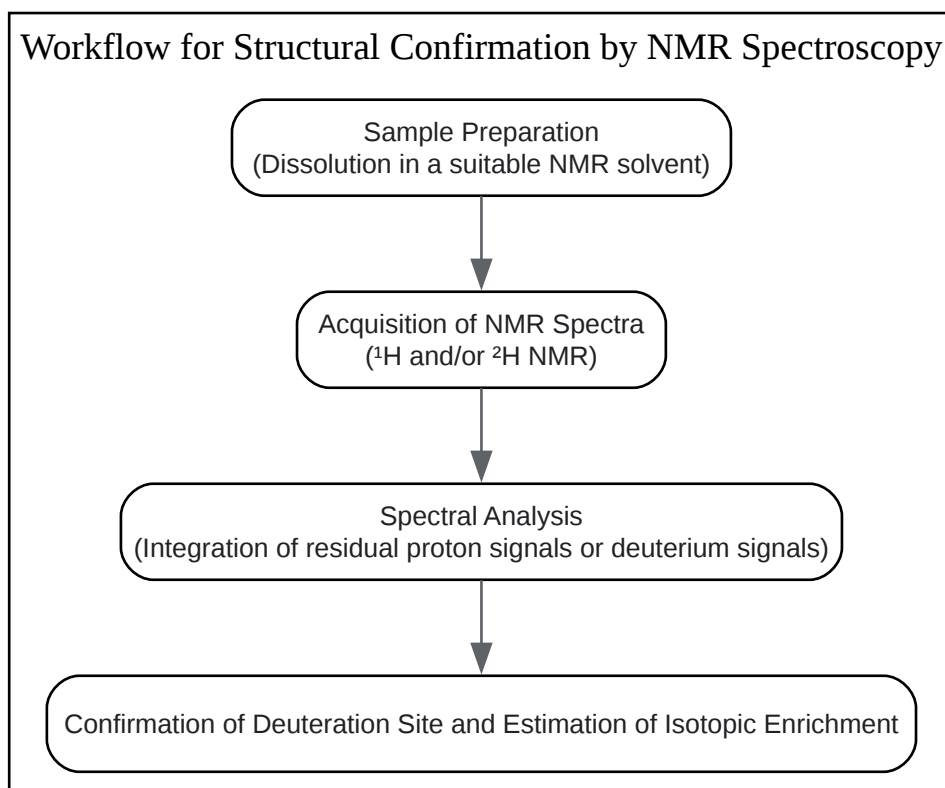 Workflow for Structural Confirmation by NMR Spectroscopy
Sample Preparation
(Dissolution in a suitable NMR solvent)
Acquisition of NMR Spectra
(¹H and/or ²H NMR)
Spectral Analysis
(Integration of residual proton signals or deuterium signals)
Confirmation of Deuteration Site and Estimation of Isotopic Enrichment